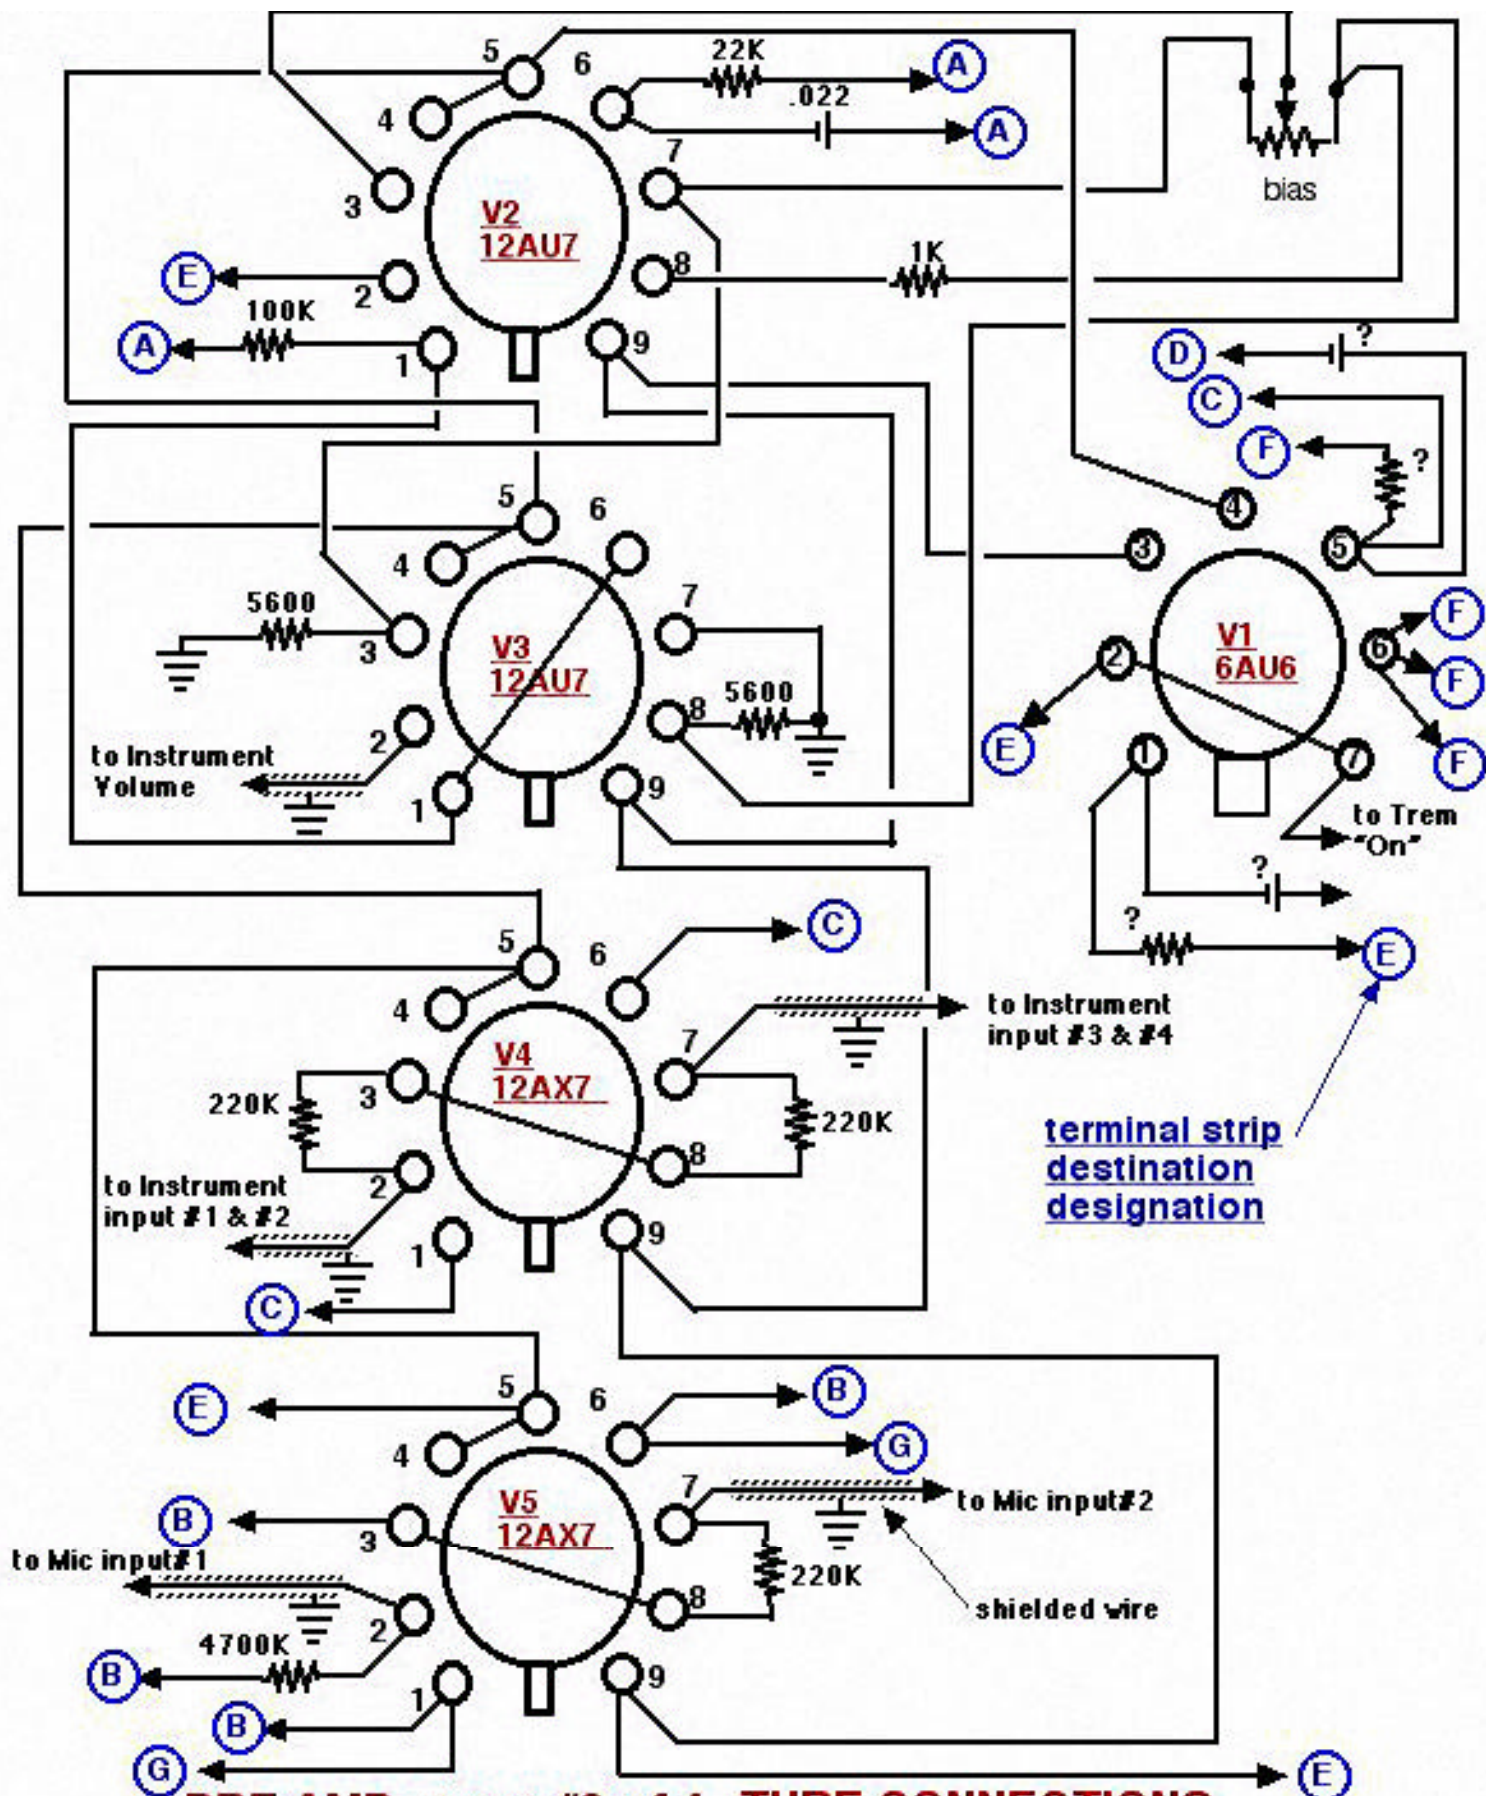 5
6
22K
A
.022
A
4
7
3
V2
12AU7
bias
E
2
8
1K
100K
A
1
9
D
?
C
F
?
5
6
4
4
3
5
5600
7
V3
12AU7
3
5600
8
2
to Instrument
Volume
1
9
V1
6AU6
2
6
F
F
F
E
1
7
to Trem
"On"
?
?
E
5
6
C
4
7
to Instrument
input #3 & #4
V4
12AX7
3
220K
220K
8
2
to Instrument
input #1 & #2
1
9
C
terminal strip
destination
designation
5
6
B
E
G
4
7
to Mic input#2
V5
12AX7
B
3
to Mic input#1
220K
8
shielded wire
2
4700K
B
1
9
B
G
E
TUBE CONNECTIONS